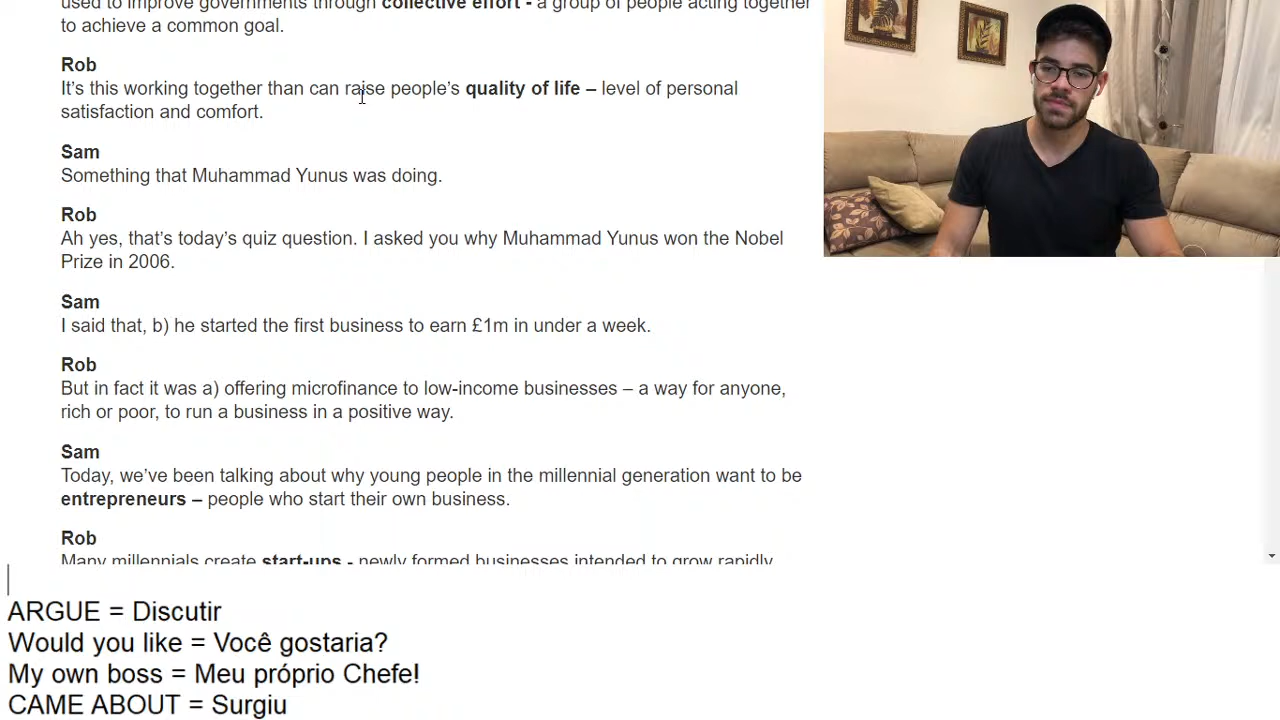 used to improve governments through collective effort - a group of people acting together
to achieve a common goal.
Rob
It's this working together than can raise people's quality of life – level of personal
satisfaction and comfort.
Sam
Something that Muhammad Yunus was doing.
Rob
Ah yes, that's today's quiz question. I asked you why Muhammad Yunus won the Nobel
Prize in 2006.
Sam
I said that, b) he started the first business to earn £1m in under a week.
Rob
But in fact it was a) offering microfinance to low-income businesses – a way for anyone,
rich or poor, to run a business in a positive way.
Sam
Today, we've been talking about why young people in the millennial generation want to be
entrepreneurs – people who start their own business.
Rob
Many millennials create start-ups - newly formed businesses intended to grow rapidly
ARGUE = Discutir
Would you like = Você gostaria?
My own boss = Meu próprio Chefe!
CAME ABOUT = Surgiu